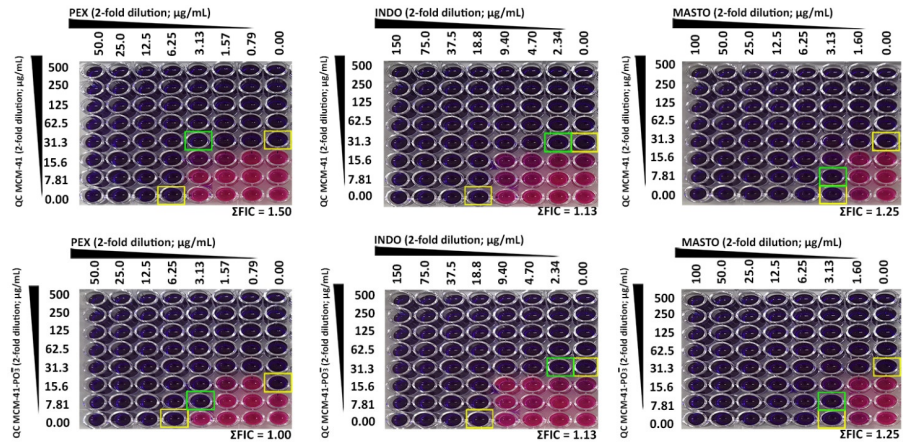 PEX (2-fold dilution; µg/mL)
50.0 25.0 12.5 6.25 3.13 1.57 0.79 0.00
QC MCM-41 (2-fold dilution; µg/mL)
500
250
125
62.5
31.3
15.6
7.81
0.00
ΣFIC = 1.50
INDO (2-fold dilution; µg/mL)
150 75.0 37.5 18.8 9.40 4.70 2.34 0.00
QC MCM-41 (2-fold dilution; µg/mL)
500
250
125
62.5
31.3
15.6
7.81
0.00
ΣFIC = 1.13
MASTO (2-fold dilution; µg/mL)
100 50.0 25.0 12.5 6.25 3.13 1.60 0.00
QC MCM-41 (2-fold dilution; µg/mL)
500
250
125
62.5
31.3
15.6
7.81
0.00
ΣFIC = 1.25
PEX (2-fold dilution; µg/mL)
50.0 25.0 12.5 6.25 3.13 1.57 0.79 0.00
QC MCM-41-PO₃⁻ (2-fold dilution; µg/mL)
500
250
125
62.5
31.3
15.6
7.81
0.00
ΣFIC = 1.00
INDO (2-fold dilution; µg/mL)
150 75.0 37.5 18.8 9.40 4.70 2.34 0.00
QC MCM-41-PO₃⁻ (2-fold dilution; µg/mL)
500
250
125
62.5
31.3
15.6
7.81
0.00
ΣFIC = 1.13
MASTO (2-fold dilution; µg/mL)
100 50.0 25.0 12.5 6.25 3.13 1.60 0.00
QC MCM-41-PO₃⁻ (2-fold dilution; µg/mL)
500
250
125
62.5
31.3
15.6
7.81
0.00
ΣFIC = 1.25